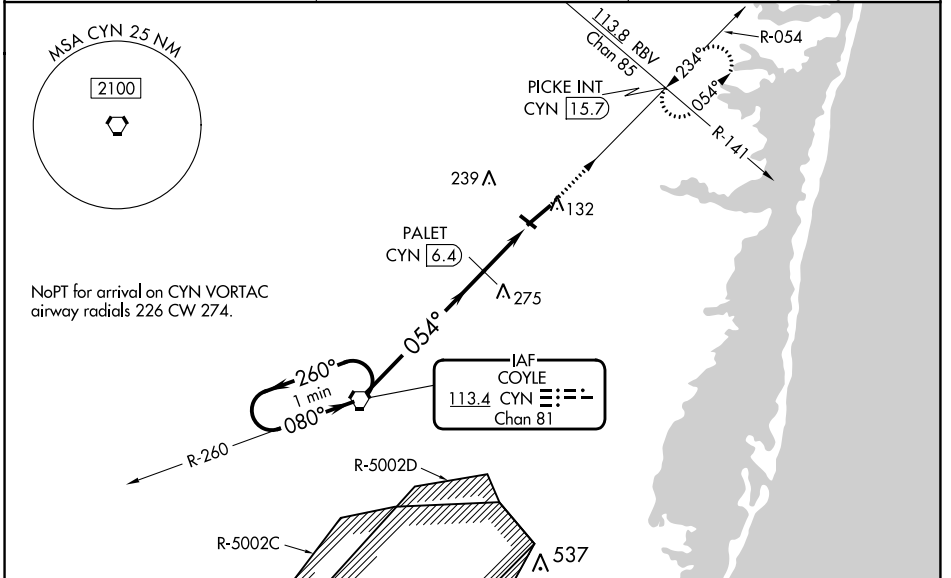 MSA CYN 25 NM
2100
113.8 RBV
Chan 85
R-054
234°
054°
PICKE INT
CYN 15.7
R-141
239
132
PALET
CYN 6.4
275
NoPT for arrival on CYN VORTAC
airway radials 226 CW 274.
054°
260°
1 min
080°
IAF
COYLE
113.4 CYN
Chan 81
R-260
R-5002D
R-5002C
537